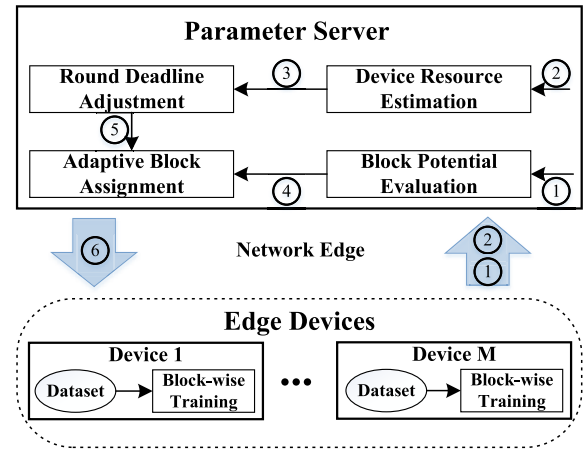 Parameter Server
Round Deadline
Adjustment
3
Device Resource
Estimation
2
5
Adaptive Block
Assignment
4
Block Potential
Evaluation
1
6
Network Edge
2
1
Edge Devices
Device 1
Dataset
Block-wise
Training
•••
Device M
Dataset
Block-wise
Training